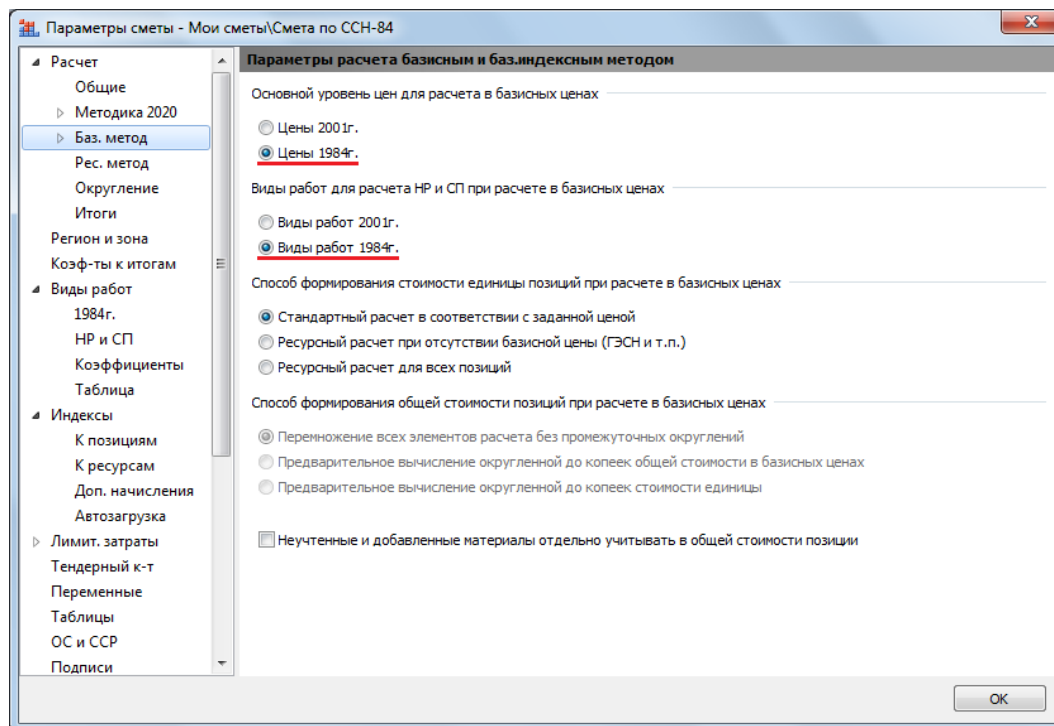 Параметры сметы - Мои сметы\Смета по ССН-84
Расчет
Общие
Методика 2020
Баз. метод
Рес. метод
Округление
Итоги
Регион и зона
Коэф-ты к итогам
Виды работ
1984г.
НР и СП
Коэффициенты
Таблица
Индексы
К позициям
К ресурсам
Доп. начисления
Автозагрузка
Лимит. затраты
Тендерный к-т
Переменные
Таблицы
ОС и ССР
Подписи
Параметры расчета базисным и баз.индексным методом
Основной уровень цен для расчета в базисных ценах
Цены 2001г.
Цены 1984г.
Виды работ для расчета НР и СП при расчете в базисных ценах
Виды работ 2001г.
Виды работ 1984г.
Способ формирования стоимости единицы позиций при расчете в базисных ценах
Стандартный расчет в соответствии с заданной ценой
Ресурсный расчет при отсутствии базисной цены (ГЭСН и т.п.)
Ресурсный расчет для всех позиций
Способ формирования общей стоимости позиций при расчете в базисных ценах
Перемножение всех элементов расчета без промежуточных округлений
Предварительное вычисление округленной до копеек общей стоимости в базисных ценах
Предварительное вычисление округленной до копеек стоимости единицы
Неучтенные и добавленные материалы отдельно учитывать в общей стоимости позиции
ОК